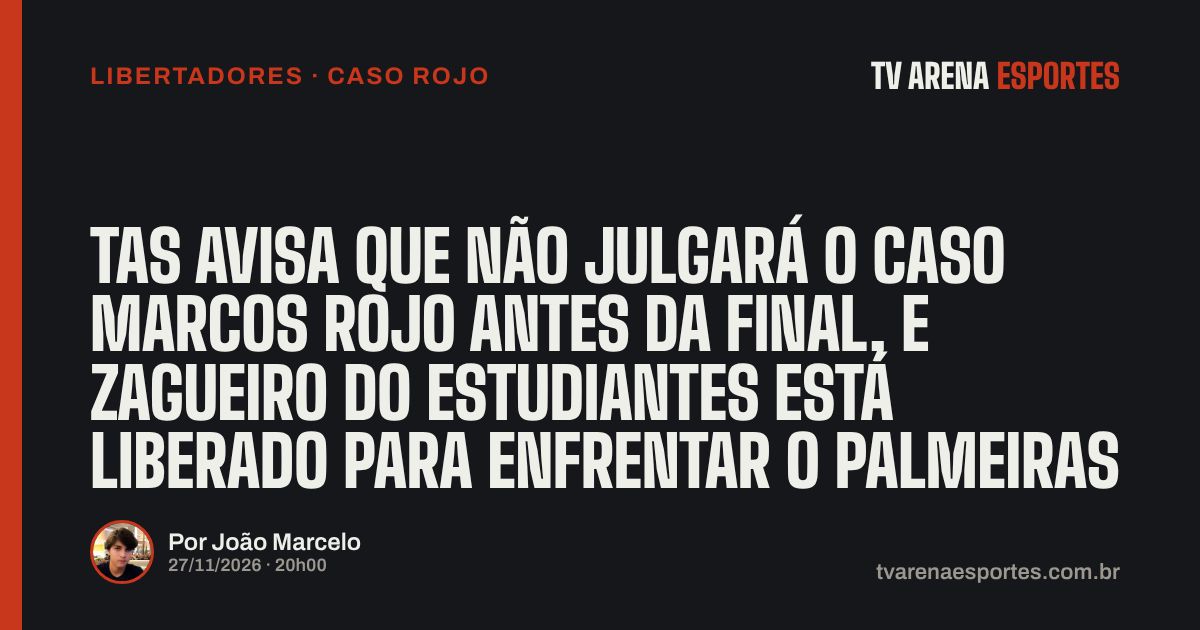 LIBERTADORES · CASO ROJO
TV ARENA ESPORTES
TAS AVISA QUE NÃO JULGARÁ O CASO
MARCOS ROJO ANTES DA FINAL, E
ZAGUEIRO DO ESTUDIANTES ESTÁ
LIBERADO PARA ENFRENTAR O PALMEIRAS
Por João Marcelo
27/11/2026 · 20h00
tvarenaesportes.com.br